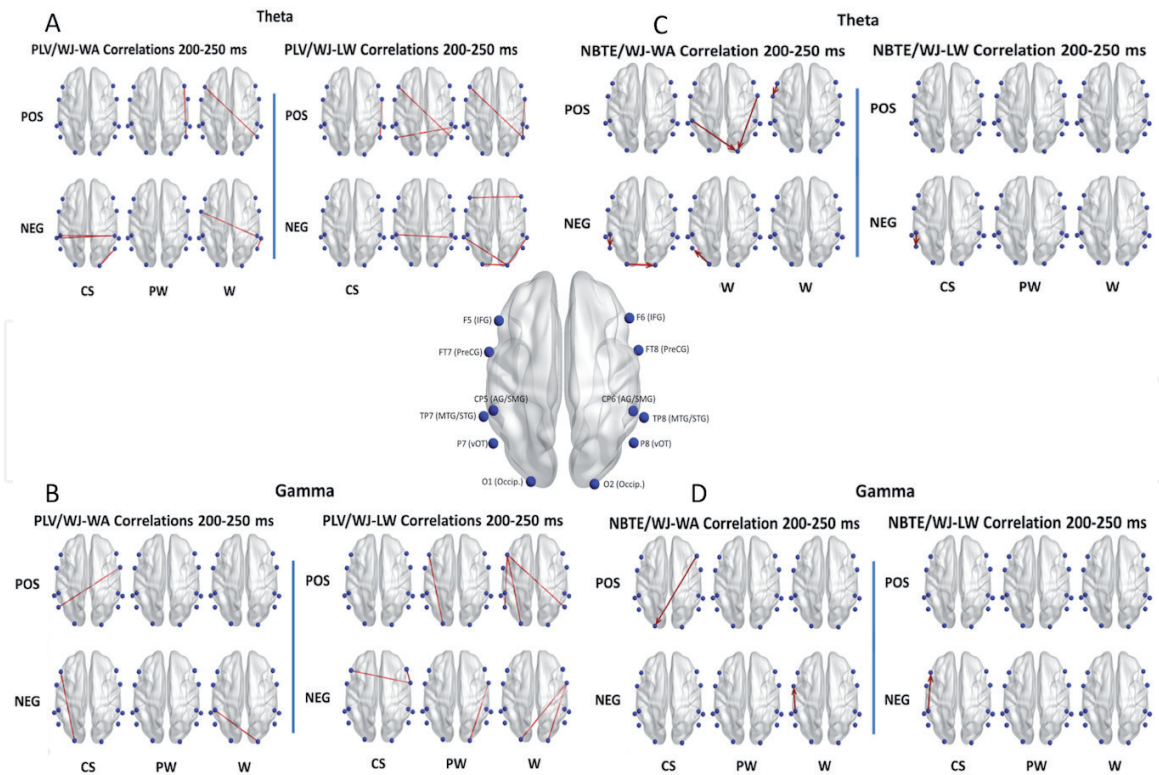 A
Theta
PLV/WJ-WA Correlations 200-250 ms
PLV/WJ-LW Correlations 200-250 ms
POS
POS
NEG
NEG
CS
PW
W
CS
C
Theta
NBTE/WJ-WA Correlation 200-250 ms
NBTE/WJ-LW Correlation 200-250 ms
POS
POS
NEG
NEG
W
W
CS
PW
W
F5 (IFG)
F6 (IFG)
FT7 (PreCG)
FT8 (PreCG)
CP5 (AG/SMG)
CP6 (AG/SMG)
TP7 (MTG/STG)
TP8 (MTG/STG)
P7 (vOT)
P8 (vOT)
O1 (Occip.)
O2 (Occip.)
B
Gamma
PLV/WJ-WA Correlations 200-250 ms
PLV/WJ-LW Correlations 200-250 ms
POS
POS
NEG
NEG
CS
PW
W
CS
PW
W
D
Gamma
NBTE/WJ-WA Correlation 200-250 ms
NBTE/WJ-LW Correlation 200-250 ms
POS
POS
NEG
NEG
CS
PW
W
CS
PW
W